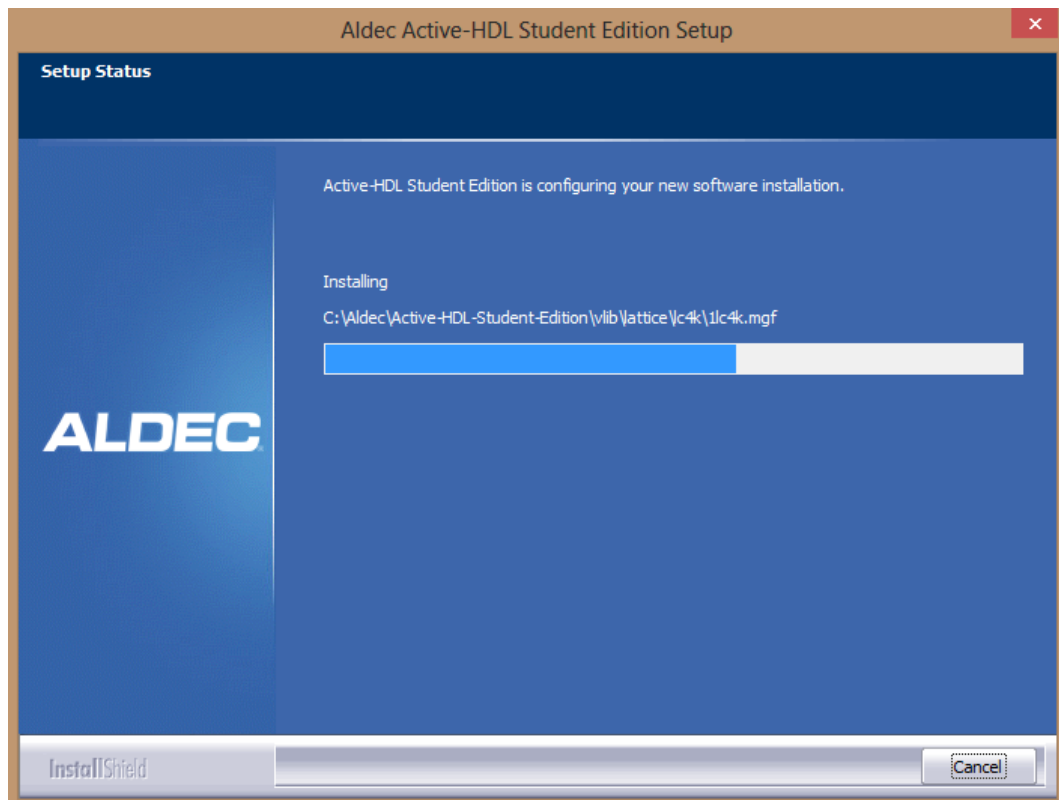 Aldec Active-HDL Student Edition Setup
Setup Status
Active-HDL Student Edition is configuring your new software installation.
Installing
C:\Aldec\Active-HDL-Student-Edition\vlib\lattice\lc4k\1lc4k.mgf
ALDEC
InstallShield
Cancel